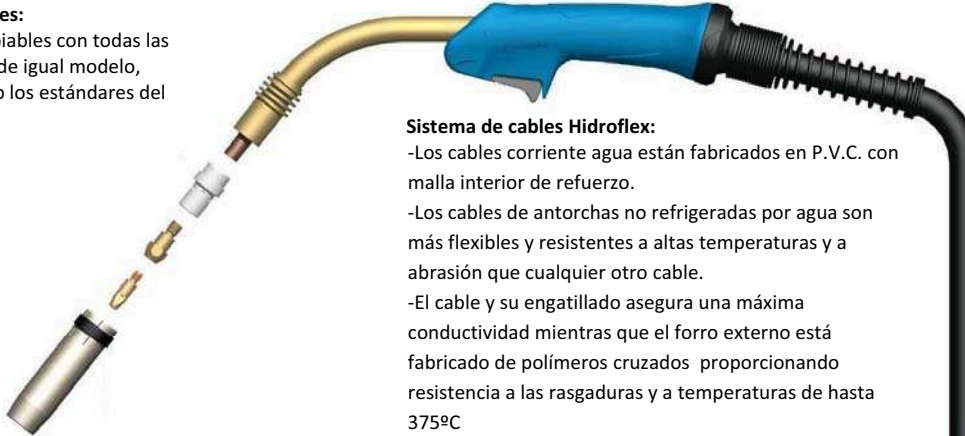 es:
iables con todas las
de igual modelo,
o los estándares del
Sistema de cables Hidroflex:
-Los cables corriente agua están fabricados en P.V.C. con
malla interior de refuerzo.
-Los cables de antorchas no refrigeradas por agua son
más flexibles y resistentes a altas temperaturas y a
abrasión que cualquier otro cable.
-El cable y su engatillado asegura una máxima
conductividad mientras que el forro externo está
fabricado de polímeros cruzados  proporcionando
resistencia a las rasgaduras y a temperaturas de hasta
375ºC